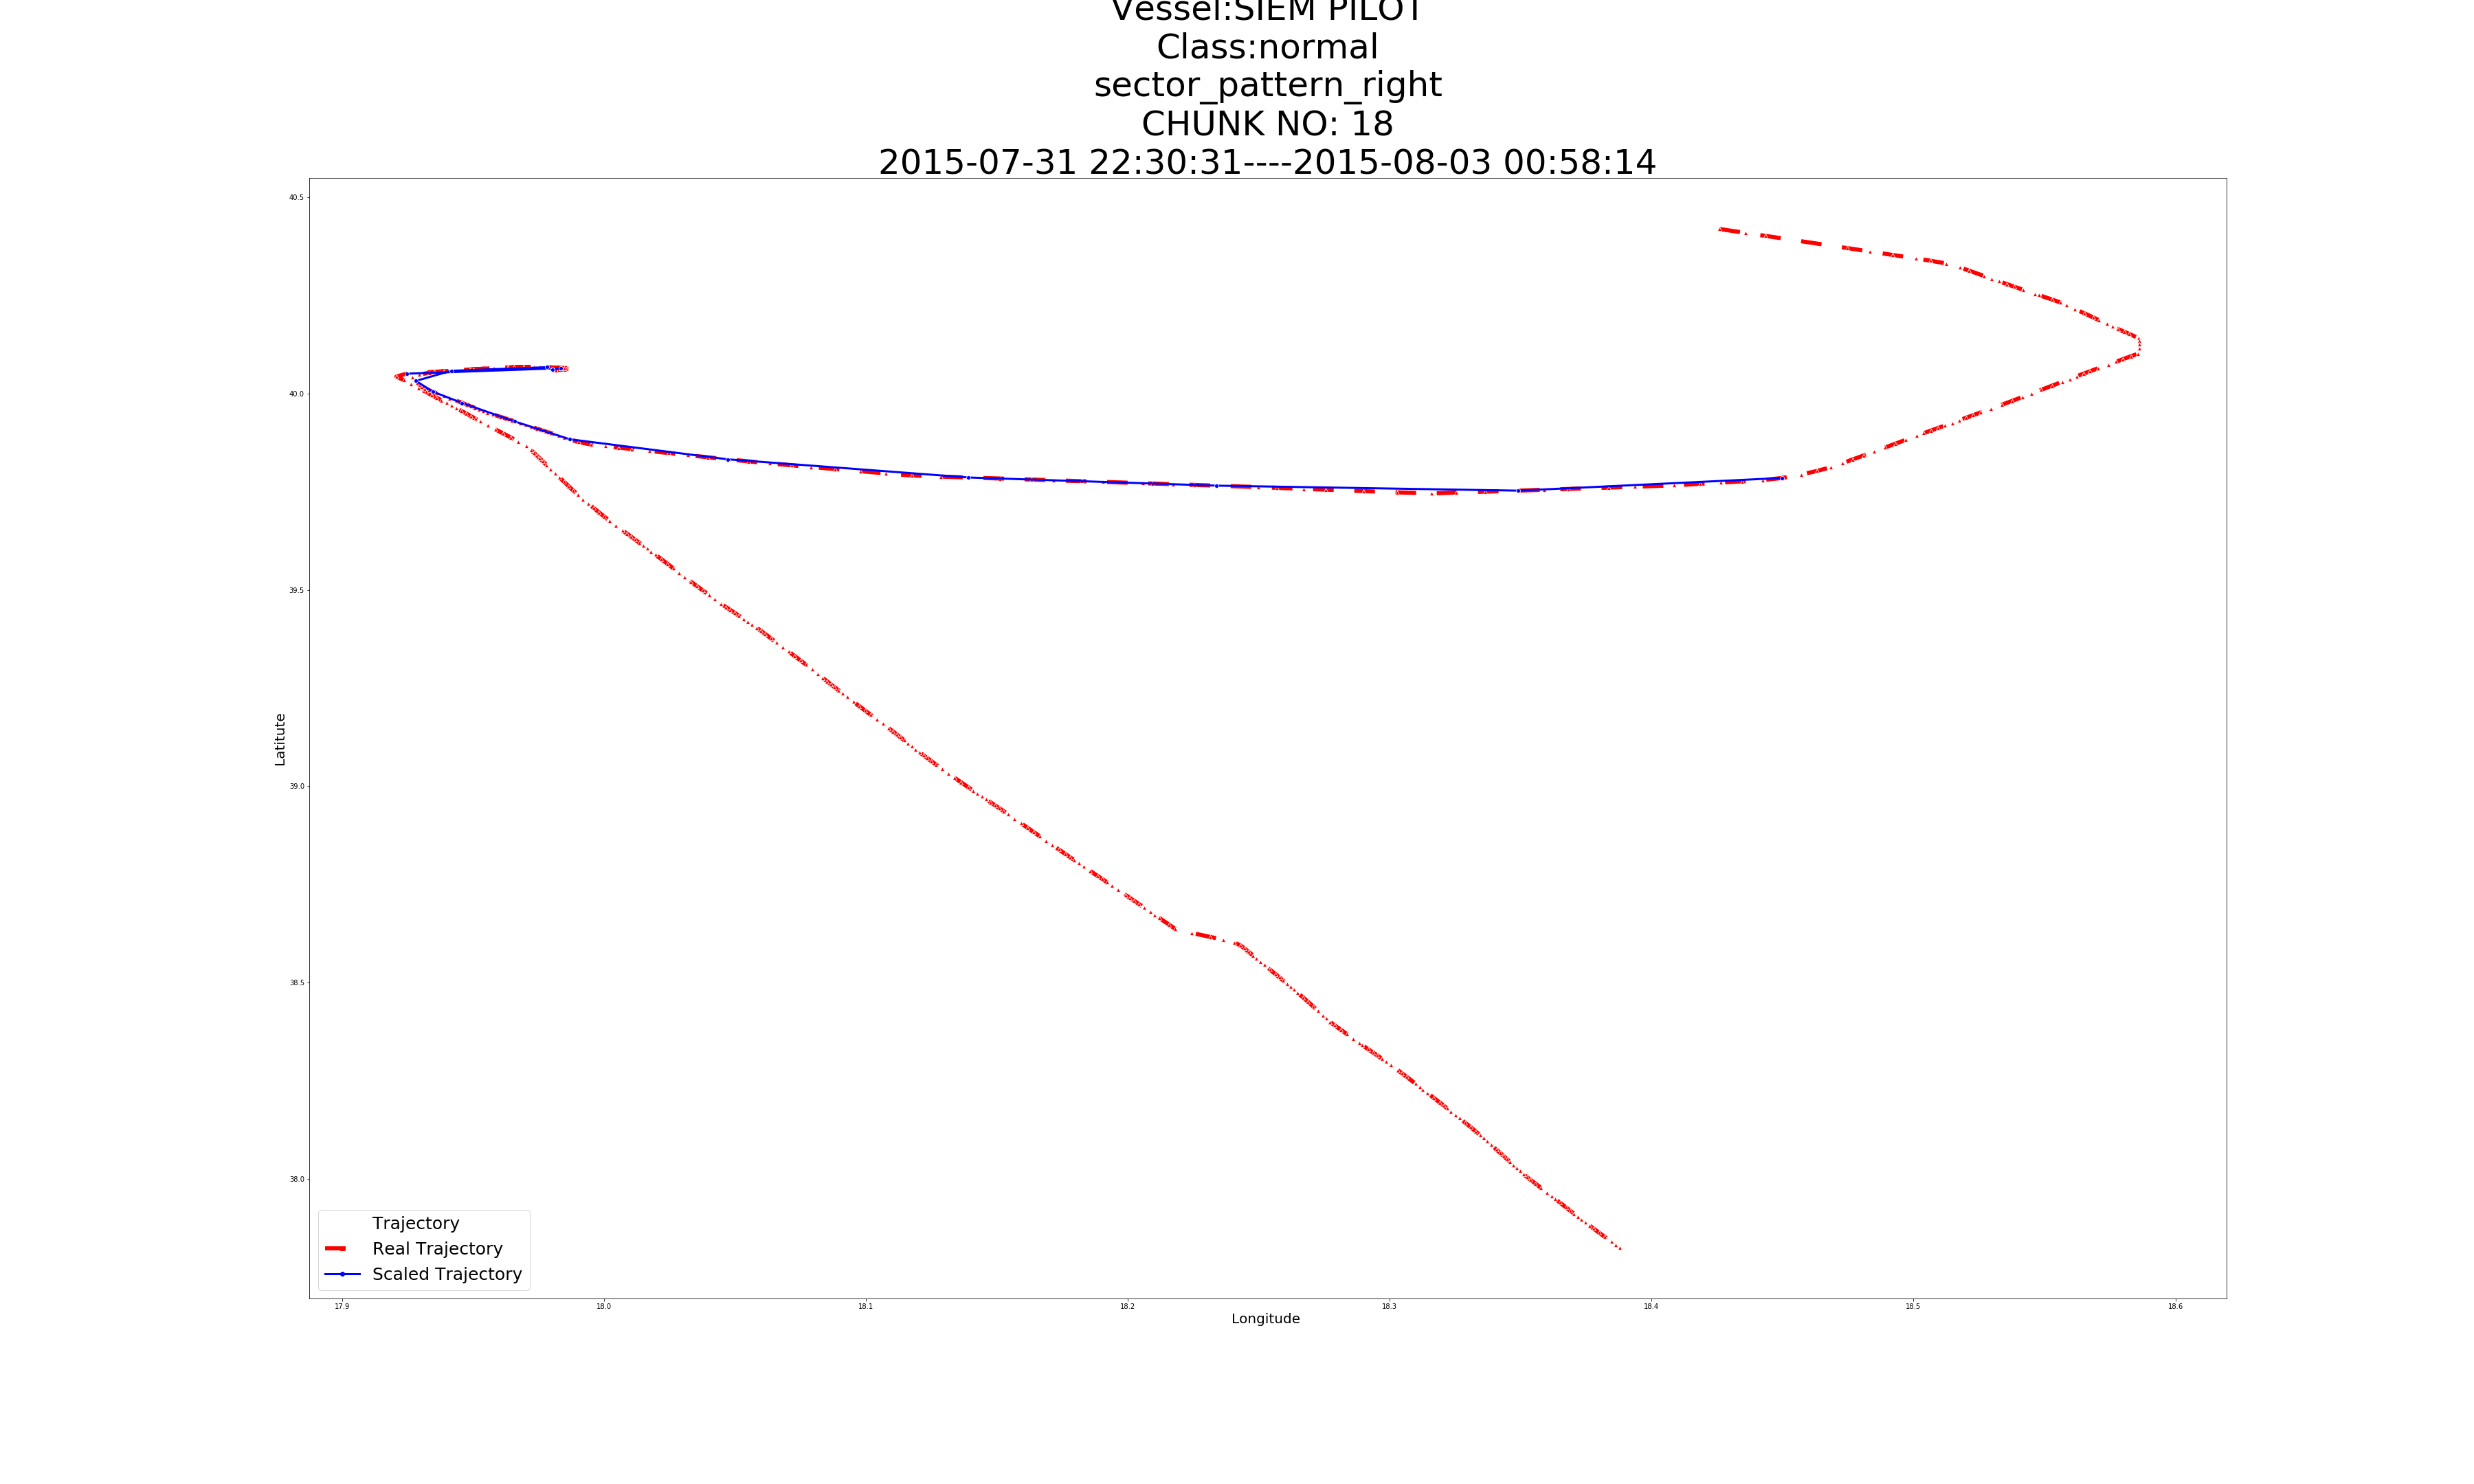 Vessel:SIEM PILOT
Class:normal
sector_pattern_right
CHUNK NO: 18
2015-07-31 22:30:31----2015-08-03 00:58:14
40.5
40.0
39.5
39.0
38.5
38.0
Latitute
Trajectory
Real Trajectory
Scaled Trajectory
17.9 18.0 18.1 18.2 18.3 18.4 18.5 18.6
Longitude